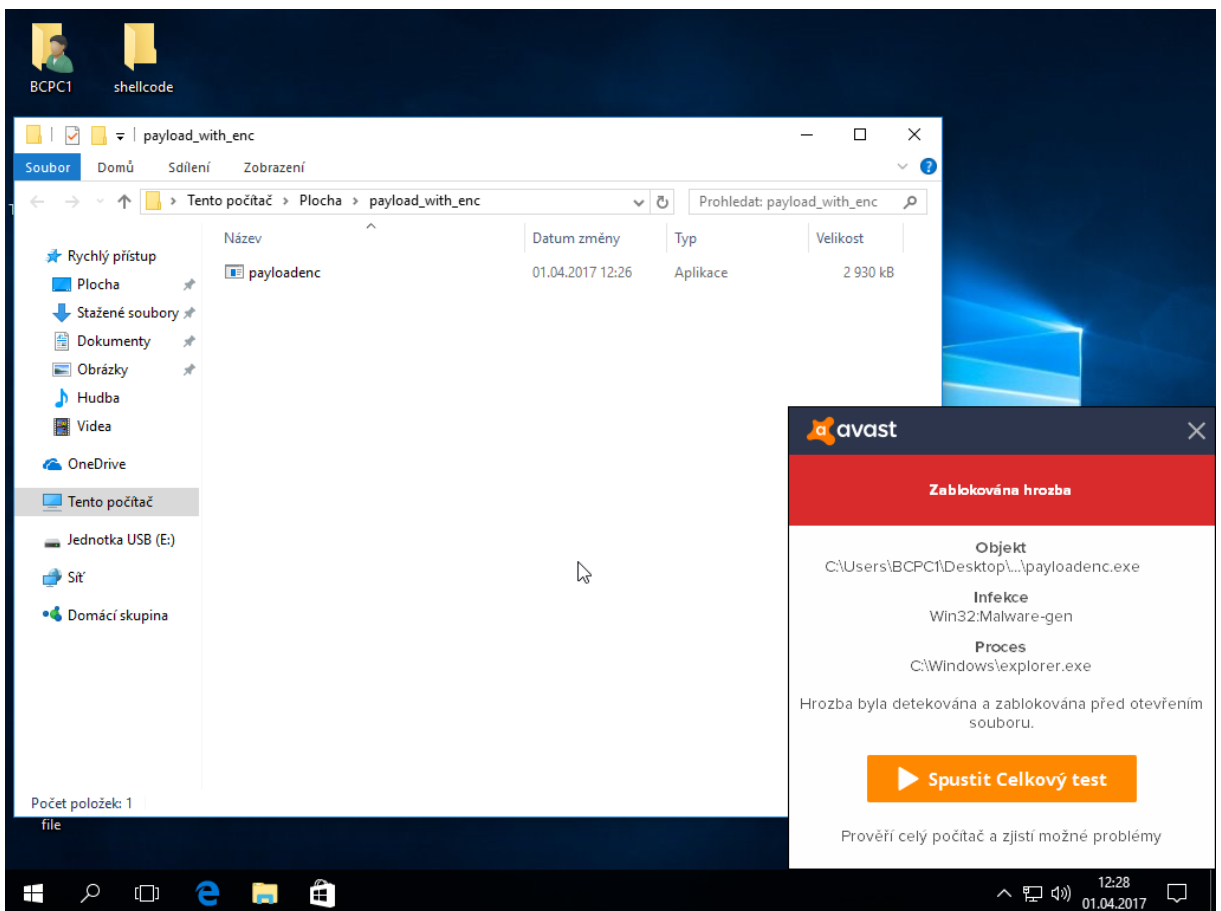 BCPC1
shellcode
payload_with_enc
Soubor Domů Sdílení Zobrazení
Tento počítač > Plocha > payload_with_enc
Prohledat: payload_with_enc
Název Datum změny Typ Velikost
payloadenc 01.04.2017 12:26 Aplikace 2 930 kB
Rychlý přístup
Plocha
Stažené soubory
Dokumenty
Obrázky
Hudba
Videa
OneDrive
Tento počítač
Jednotka USB (E:)
Síť
Domácí skupina
Počet položek: 1
file
avast
Zablokována hrozba
Objekt
C:\Users\BCPC1\Desktop\...\payloadenc.exe
Infekce
Win32:Malware-gen
Proces
C:\Windows\explorer.exe
Hrozba byla detekována a zablokována před otevřením
souboru.
Spustit Celkový test
Prověří celý počítač a zjistí možné problémy
12:28
01.04.2017